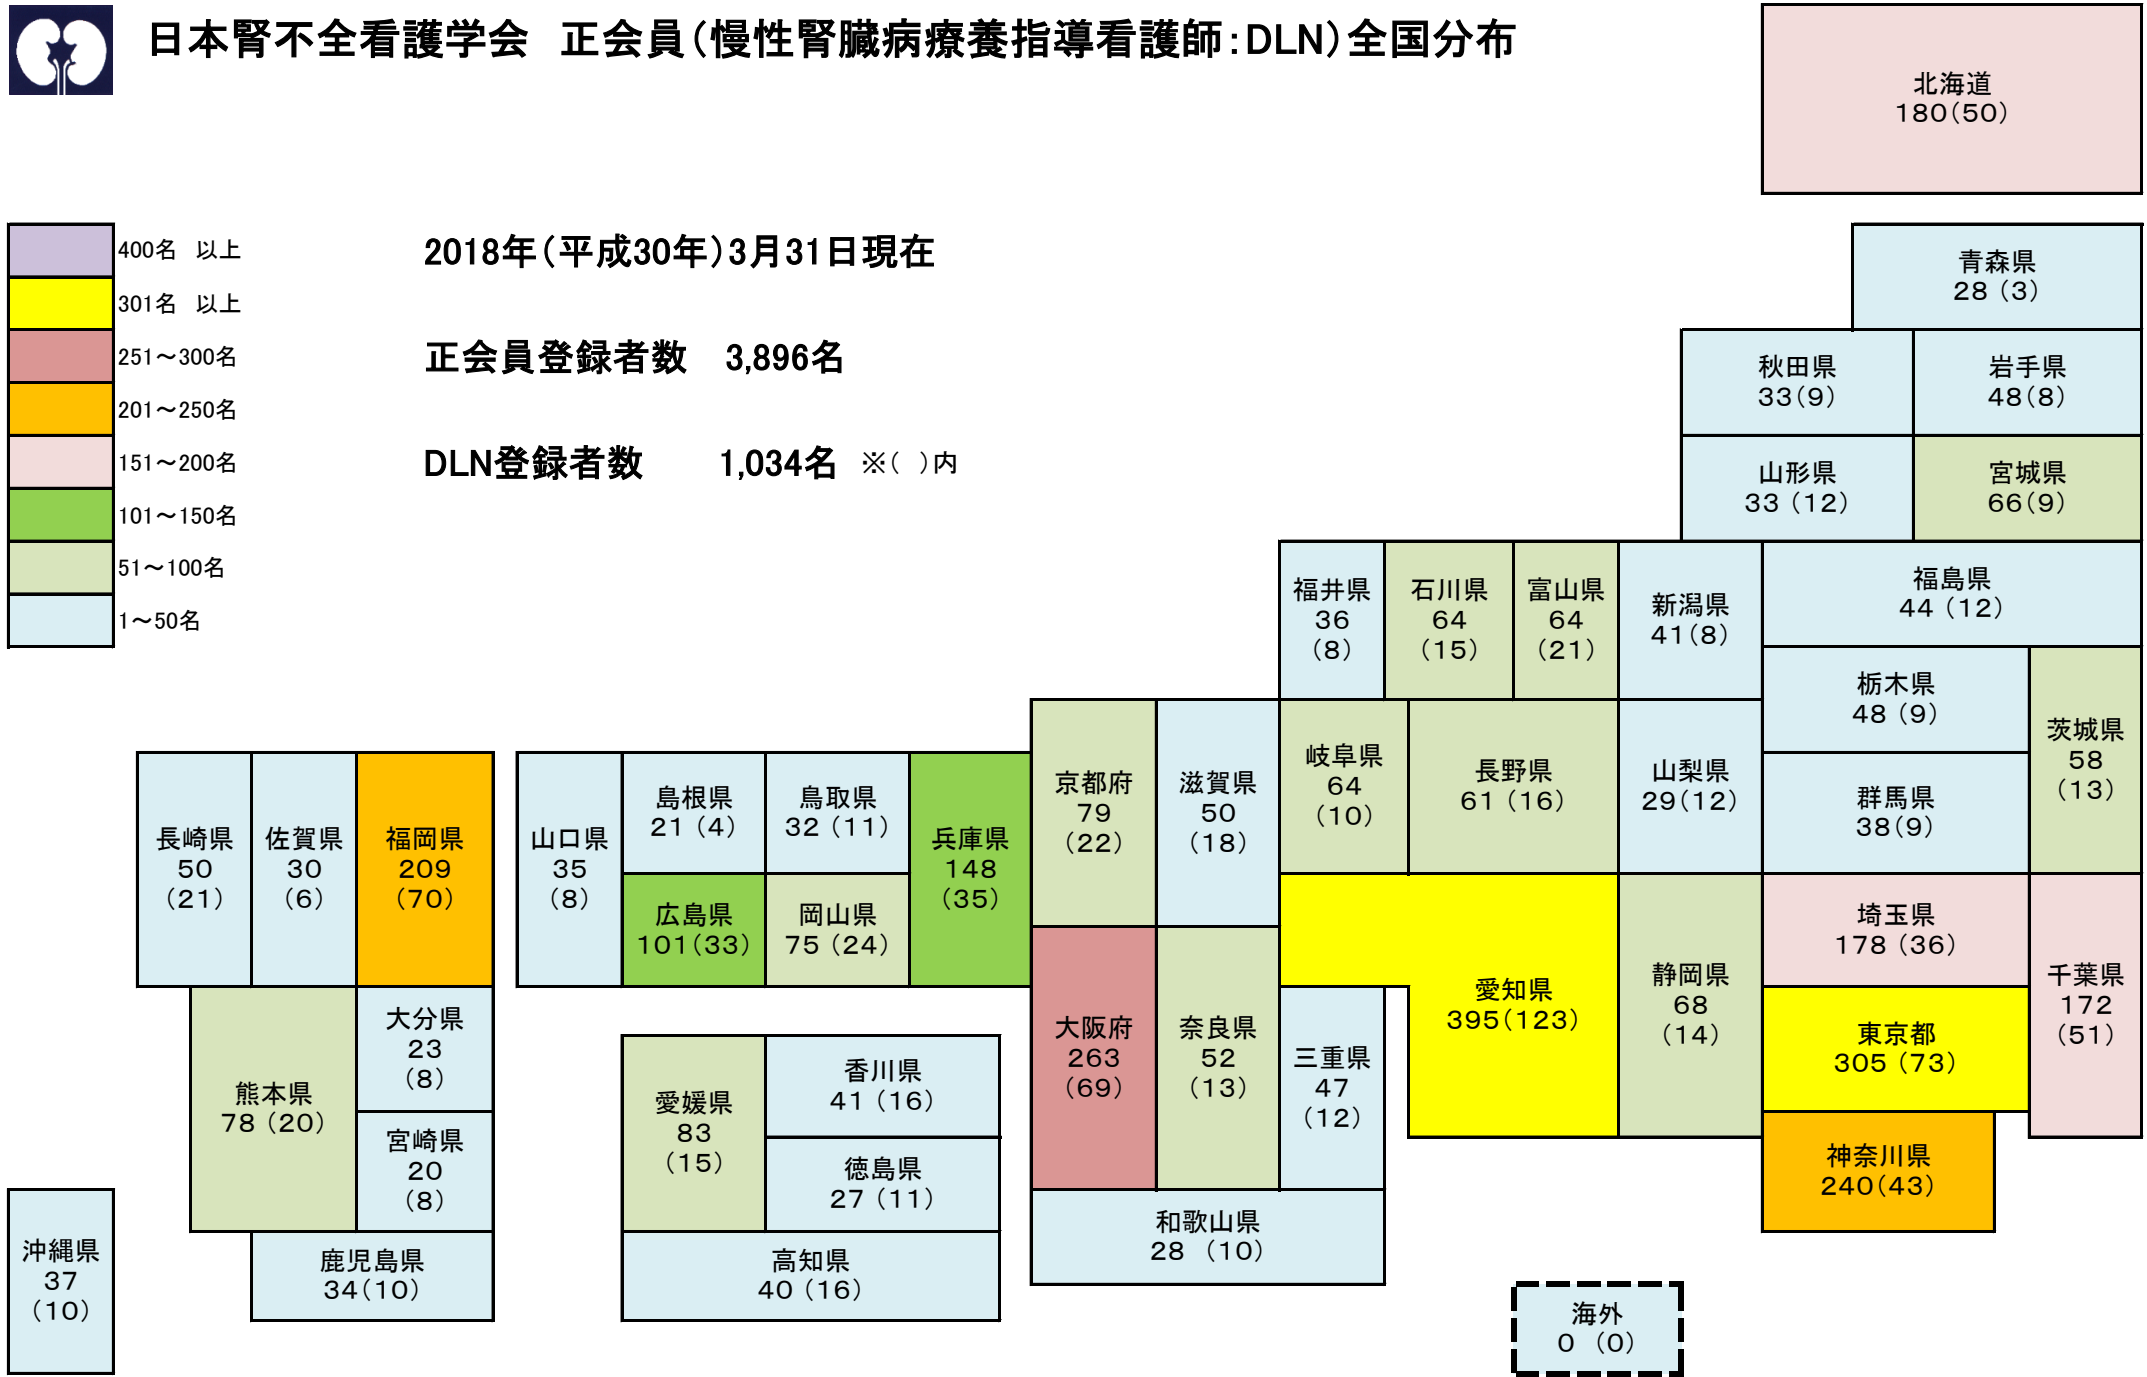 日本腎不全看護学会　正会員（慢性腎臓病療養指導看護師：DLN）全国分布
北海道
180（50）
400名　以上
301名　以上
251～300名
201～250名
151～200名
101～150名
51～100名
1～50名
2018年（平成30年）3月31日現在
正会員登録者数　3,896名
DLN登録者数　1,034名 ※（　）内
青森県
28（3）
秋田県
33（9）
岩手県
48（8）
山形県
33（12）
宮城県
66（9）
福井県
36
（8）
石川県
64
（15）
富山県
64
（21）
新潟県
41（8）
福島県
44（12）
栃木県
48（9）
茨城県
58
（13）
群馬県
38（9）
京都府
79
（22）
滋賀県
50
（18）
岐阜県
64
（10）
長野県
61（16）
山梨県
29（12）
長崎県
50
（21）
佐賀県
30
（6）
福岡県
209
（70）
山口県
35
（8）
島根県
21（4）
鳥取県
32（11）
兵庫県
148
（35）
広島県
101（33）
岡山県
75（24）
埼玉県
178（36）
千葉県
172
（51）
東京都
305（73）
神奈川県
240（43）
愛知県
395（123）
静岡県
68
（14）
大阪府
263
（69）
奈良県
52
（13）
三重県
47
（12）
和歌山県
28 （10）
大分県
23
（8）
熊本県
78（20）
宮崎県
20
（8）
鹿児島県
34（10）
愛媛県
83
（15）
香川県
41（16）
徳島県
27（11）
高知県
40（16）
沖縄県
37
（10）
海外
0 （0）